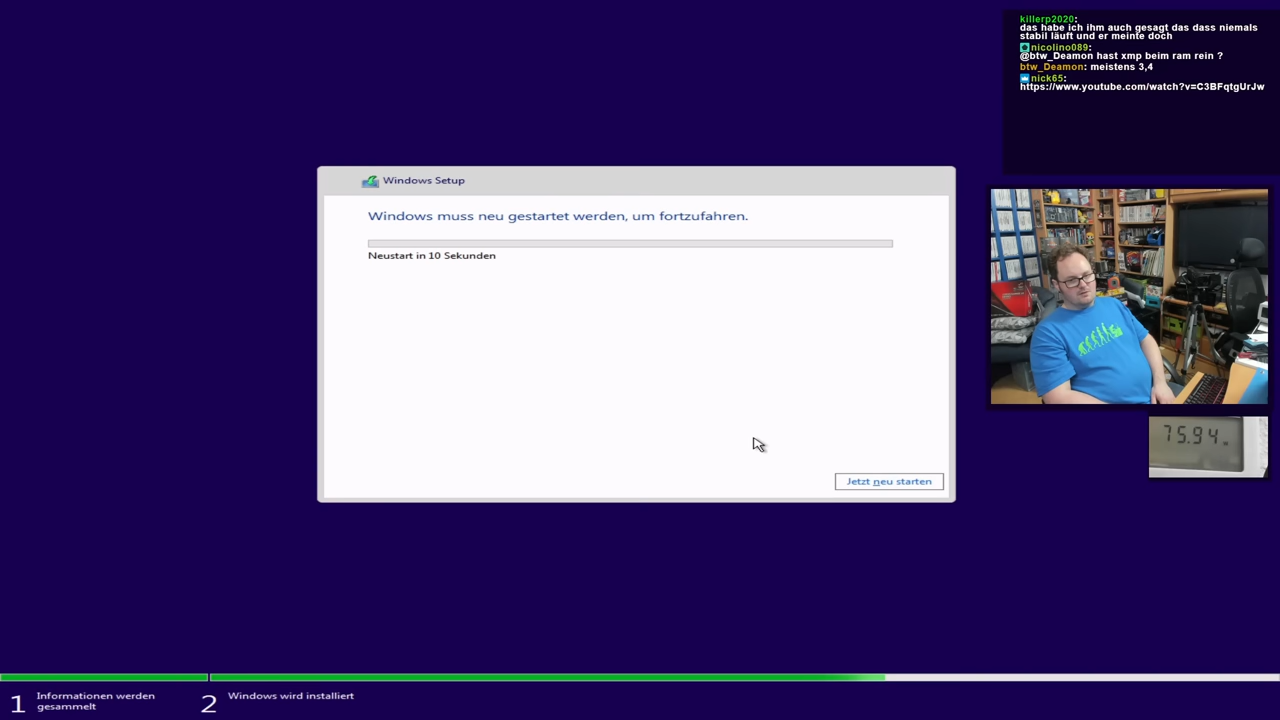 killerp2020:
das habe ich ihm auch gesagt das dass niemals
stabil läuft und er meinte doch
nicolino089:
@btw_Deamon hast xmp beim ram rein ?
btw_Deamon: meistens 3,4
nick65:
https://www.youtube.com/watch?v=C3BFqtgUrJw
Windows Setup
Windows muss neu gestartet werden, um fortzufahren.
Neustart in 10 Sekunden
Jetzt neu starten
75.94
1 Informationen werden
gesammelt
2 Windows wird installiert